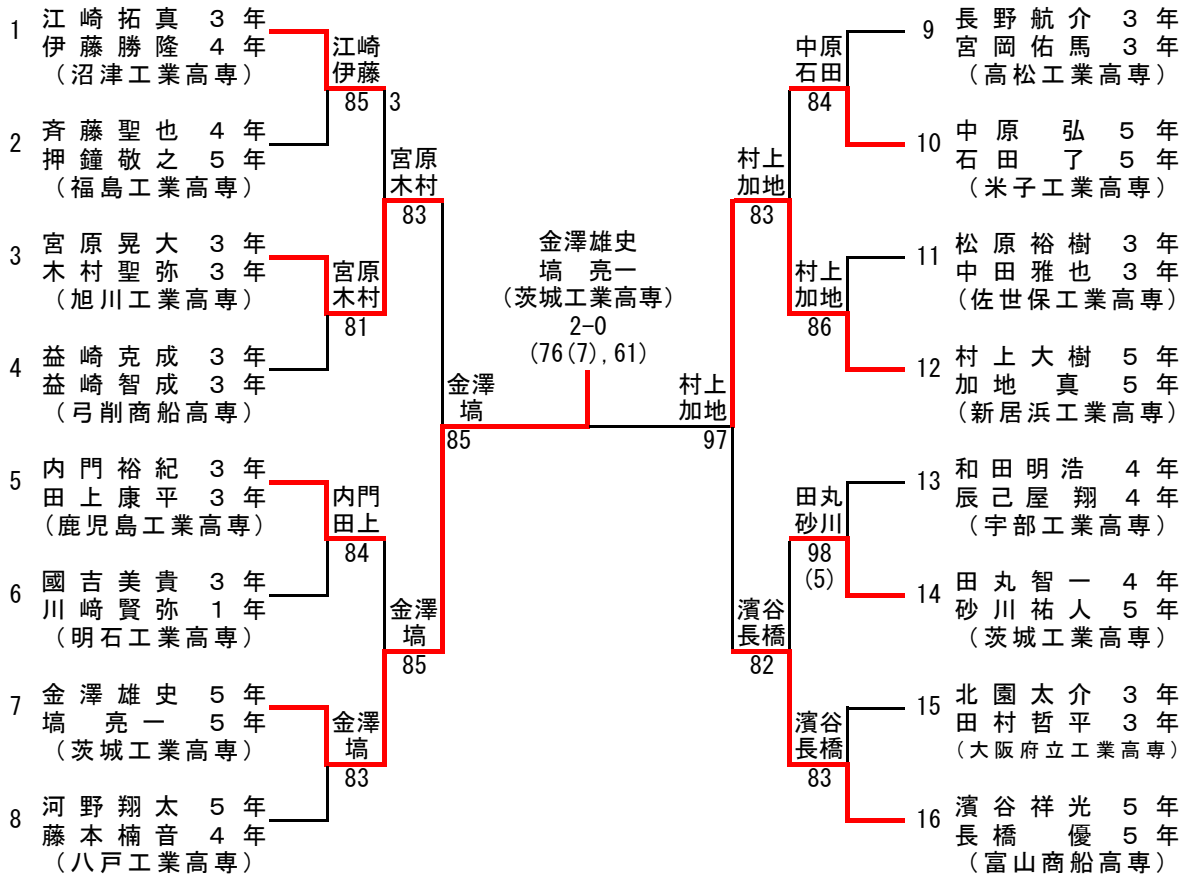 1
江崎拓真 3 年
伊藤勝隆 4 年
(沼津工業高専)
2
斉藤聖也 4 年
押鐘敬之 5 年
(福島工業高専)
3
宮原晃大 3 年
木村聖弥 3 年
(旭川工業高専)
4
益崎克成 3 年
益崎智成 3 年
(弓削商船高専)
5
内門裕紀 3 年
田上康平 3 年
(鹿児島工業高専)
6
國吉美貴 3 年
川﨑賢弥 1 年
(明石工業高専)
7
金澤雄史 5 年
塙 亮一 5 年
(茨城工業高専)
8
河野翔太 5 年
藤本楠音 4 年
(八戸工業高専)
江崎
伊藤
85
3
宮原
木村
81
内門
田上
84
金澤
塙
83
宮原
木村
83
金澤
塙
85
金澤
塙
85
金澤雄史
塙 亮一
(茨城工業高専)
2-0
(76(7),61)
村上
加地
97
村上
加地
83
濱谷
長橋
82
中原
石田
84
村上
加地
86
田丸
砂川
98
(5)
濱谷
長橋
83
9
長野航介 3 年
宮岡佑馬 3 年
(高松工業高専)
10
中原 弘 5 年
石田 了 5 年
(米子工業高専)
11
松原裕樹 3 年
中田雅也 3 年
(佐世保工業高専)
12
村上大樹 5 年
加地 真 5 年
(新居浜工業高専)
13
和田明浩 4 年
辰己屋 翔 4 年
(宇部工業高専)
14
田丸智一 4 年
砂川祐人 5 年
(茨城工業高専)
15
北園太介 3 年
田村哲平 3 年
(大阪府立工業高専)
16
濱谷祥光 5 年
長橋 優 5 年
(富山商船高専)